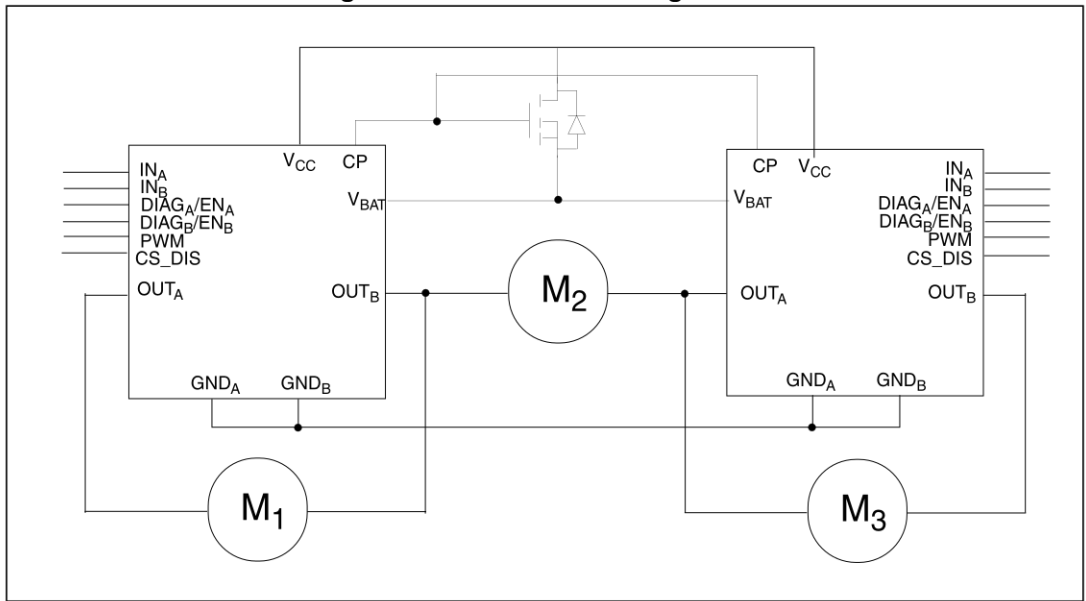 V_CC
CP
IN_A
IN_B
DIAG_A/EN_A
DIAG_B/EN_B
PWM
CS_DIS
OUT_A
V_BAT
OUT_B
GND_A
GND_B
M_1
M_2
CP
V_CC
V_BAT
IN_A
IN_B
DIAG_A/EN_A
DIAG_B/EN_B
PWM
CS_DIS
OUT_A
OUT_B
GND_A
GND_B
M_3